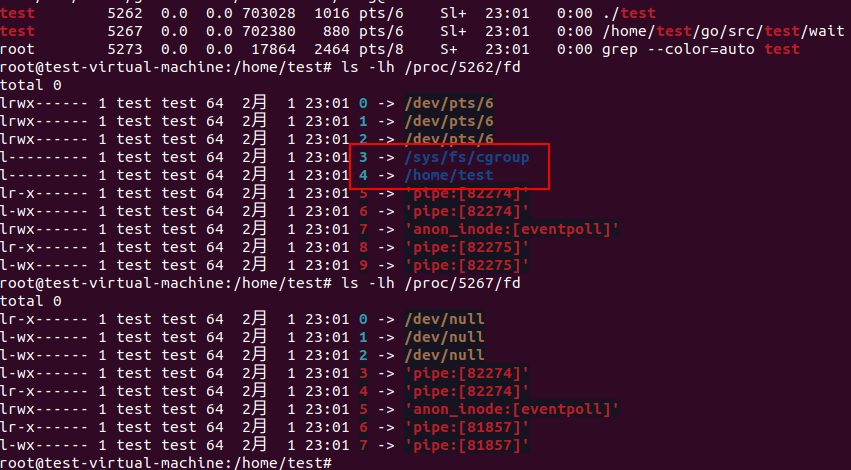 test      5262  0.0  0.0 703028  1016 pts/6    Sl+  23:01   0:00 ./test
test      5267  0.0  0.0 702380   880 pts/6    Sl+  23:01   0:00 /home/test/go/src/test/wait
root      5273  0.0  0.0  17864  2464 pts/8    S+   23:01   0:00 grep --color=auto test
root@test-virtual-machine:/home/test# ls -lh /proc/5262/fd
total 0
lrwx------ 1 test test 64  2月   1 23:01 0 -> /dev/pts/6
lrwx------ 1 test test 64  2月   1 23:01 1 -> /dev/pts/6
lrwx------ 1 test test 64  2月   1 23:01 2 -> /dev/pts/6
l--------- 1 test test 64  2月   1 23:01 3 -> /sys/fs/cgroup
l--------- 1 test test 64  2月   1 23:01 4 -> /home/test
lr-x------ 1 test test 64  2月   1 23:01 5 -> 'pipe:[82274]'
l-wx------ 1 test test 64  2月   1 23:01 6 -> 'pipe:[82274]'
lrwx------ 1 test test 64  2月   1 23:01 7 -> 'anon_inode:[eventpoll]'
lr-x------ 1 test test 64  2月   1 23:01 8 -> 'pipe:[82275]'
l-wx------ 1 test test 64  2月   1 23:01 9 -> 'pipe:[82275]'
root@test-virtual-machine:/home/test# ls -lh /proc/5267/fd
total 0
lr-x------ 1 test test 64  2月   1 23:01 0 -> /dev/null
l-wx------ 1 test test 64  2月   1 23:01 1 -> /dev/null
l-wx------ 1 test test 64  2月   1 23:01 2 -> /dev/null
l-wx------ 1 test test 64  2月   1 23:01 3 -> 'pipe:[82274]'
lr-x------ 1 test test 64  2月   1 23:01 4 -> 'pipe:[82274]'
lrwx------ 1 test test 64  2月   1 23:01 5 -> 'anon_inode:[eventpoll]'
lr-x------ 1 test test 64  2月   1 23:01 6 -> 'pipe:[81857]'
l-wx------ 1 test test 64  2月   1 23:01 7 -> 'pipe:[81857]'
root@test-virtual-machine:/home/test#